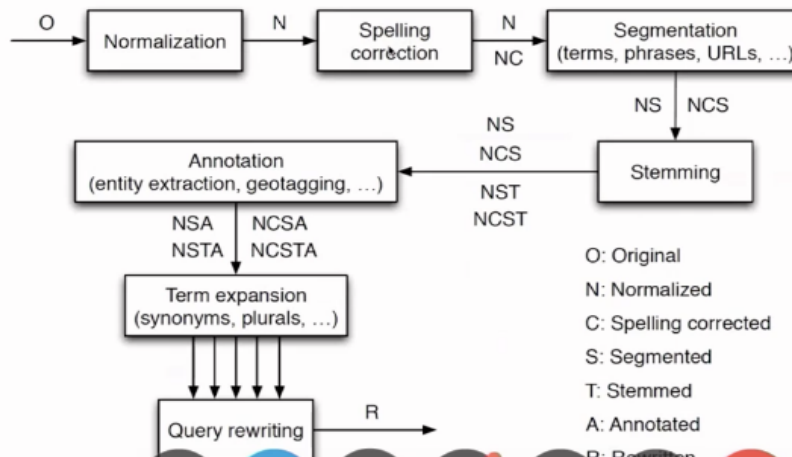 O
Normalization
N
Spelling
correction
N
NC
Segmentation
(terms, phrases, URLs, …)
NS NCS
Stemming
NS
NCS
NST
NCST
Annotation
(entity extraction, geotagging, …)
NSA NCSA
NSTA NCSTA
Term expansion
(synonyms, plurals, …)
Query rewriting
R
O: Original
N: Normalized
C: Spelling corrected
S: Segmented
T: Stemmed
A: Annotated
R: Rewritten